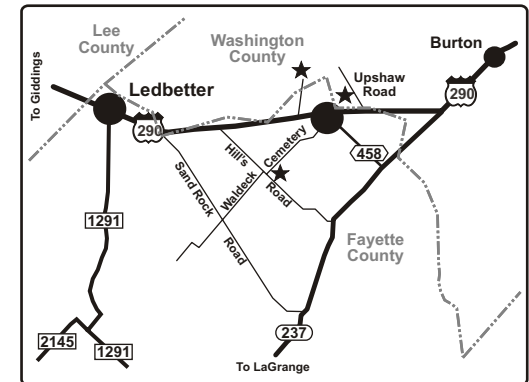 Lee
County
Washington
County
Burton
To Giddings
Ledbetter
Upshaw
Road
290
290
458
Cemetery
Waldeck
Hill's
Road
Sand Rock
Road
1291
Fayette
County
237
2145
1291
To LaGrange